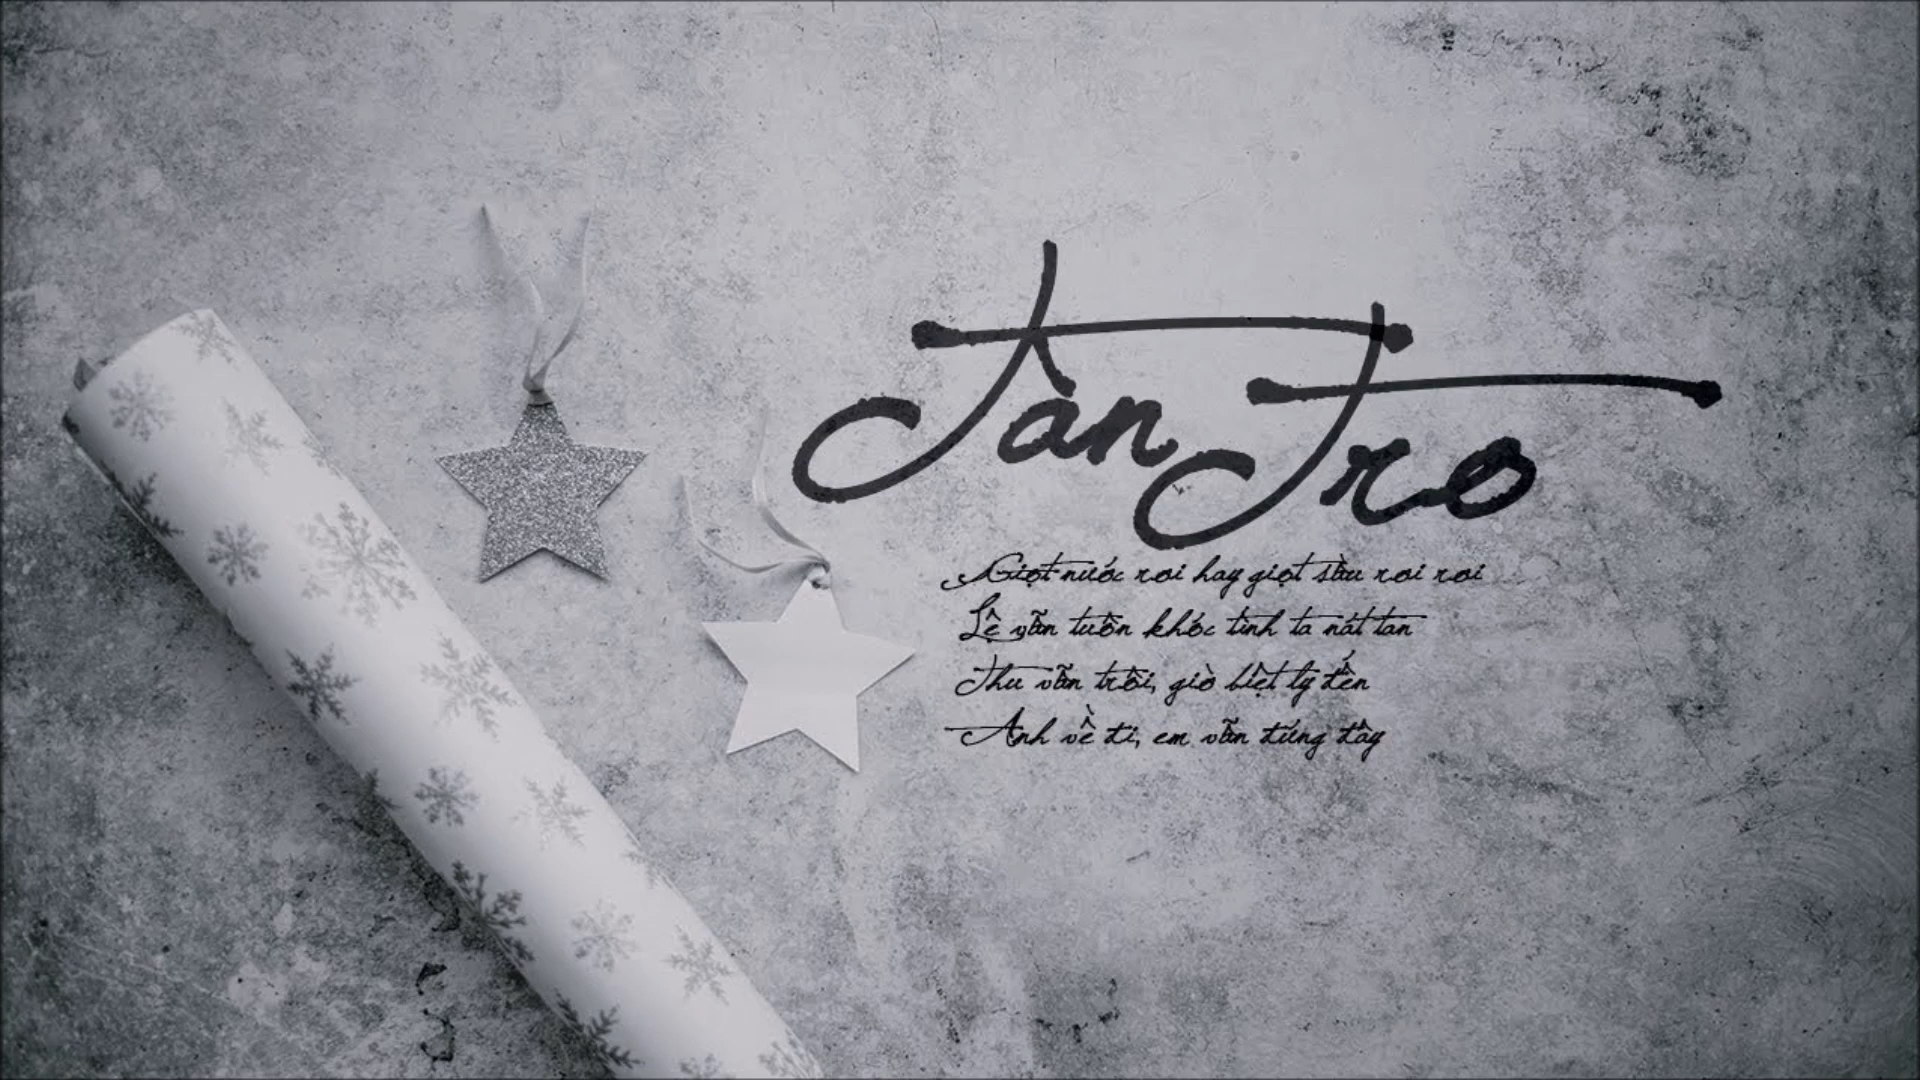 Tàn Tro
Giọt nước rơi hay giọt sầu rơi rơi
Lệ vẫn tuôn khóc tình ta nát tan
Thu vẫn trôi, giờ biệt ly đến
Anh về đi, em vẫn đứng đây